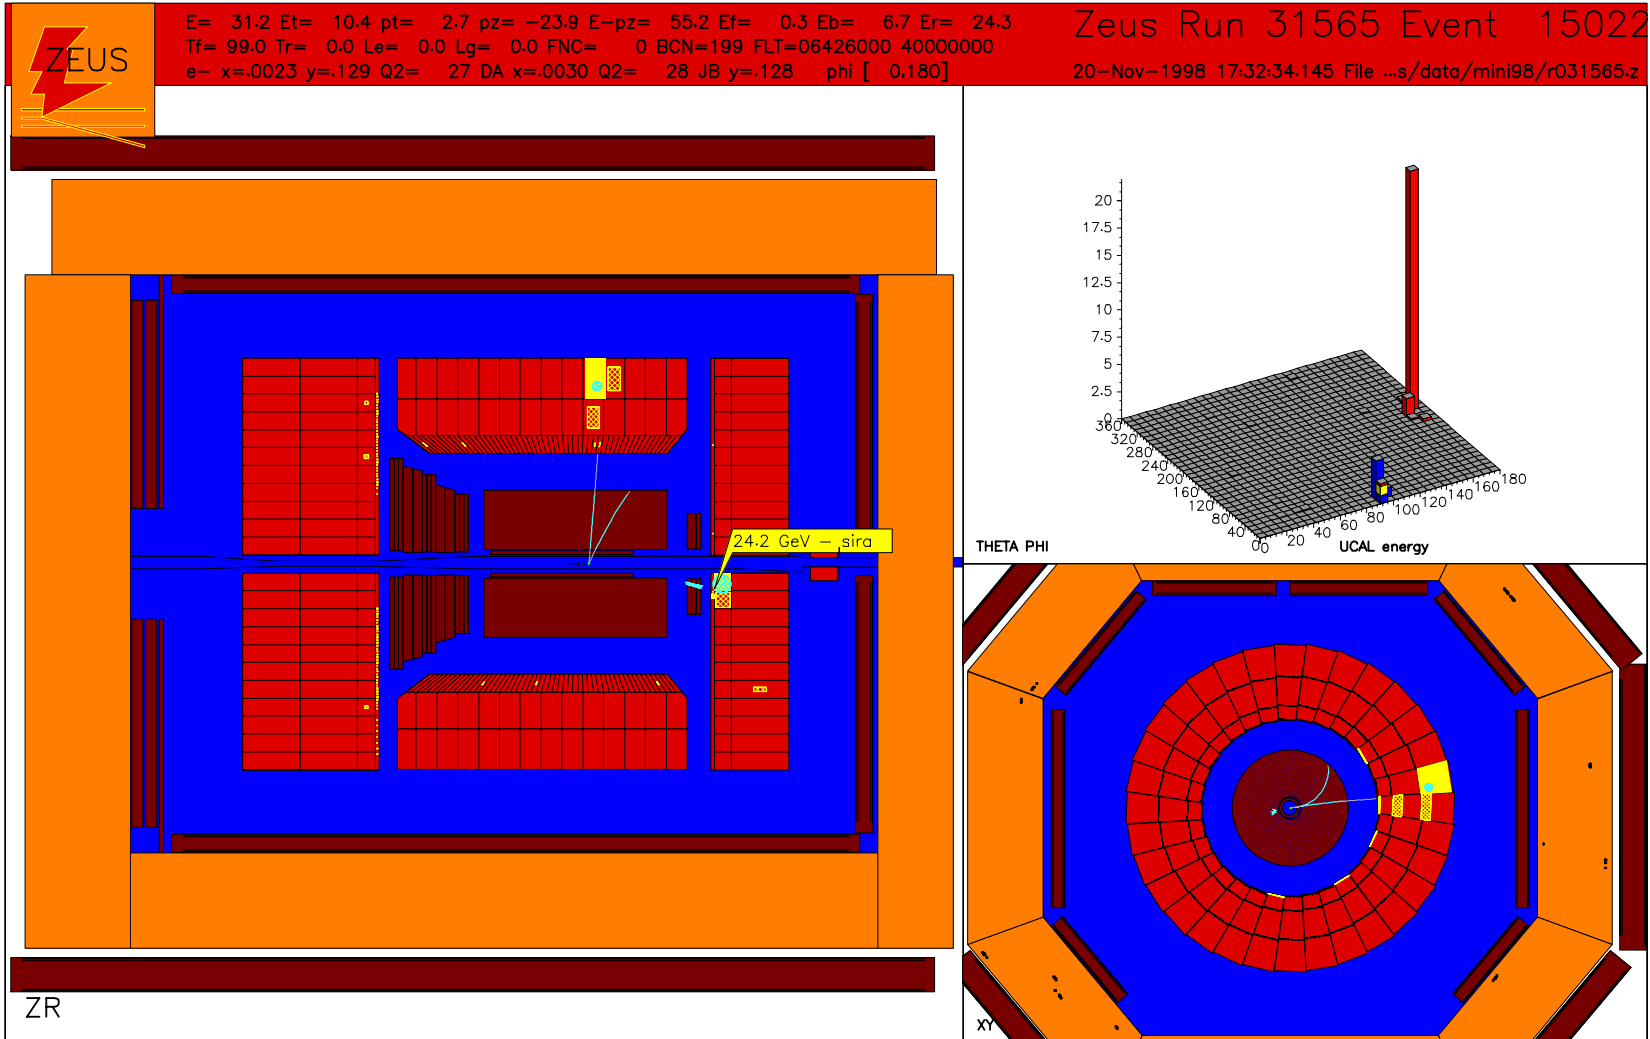 ZEUS
E= 31.2 Et= 10.4 pt= 2.7 pz= -23.9 E-pz= 55.2 Ef= 0.3 Eb= 6.7 Er= 24.3
Tf= 99.0 Tr= 0.0 Le= 0.0 Lg= 0.0 FNC= 0 BCN=199 FLT=06426000 40000000
e- x=.0023 y=.129 Q2= 27 DA x=.0030 Q2= 28 JB y=.128 phi [ 0.180]
Zeus Run 31565 Event 15022
20-Nov-1998 17:32:34.145 File ...s/data/mini98/r031565.z
24.2 GeV - sira
ZR
20
17.5
15
12.5
10
7.5
5
2.5
0
360
320
280
240
200
160
120
80
40
0
0
20
40
60
80
100
120
140
160
180
THETA PHI
UCAL energy
XY